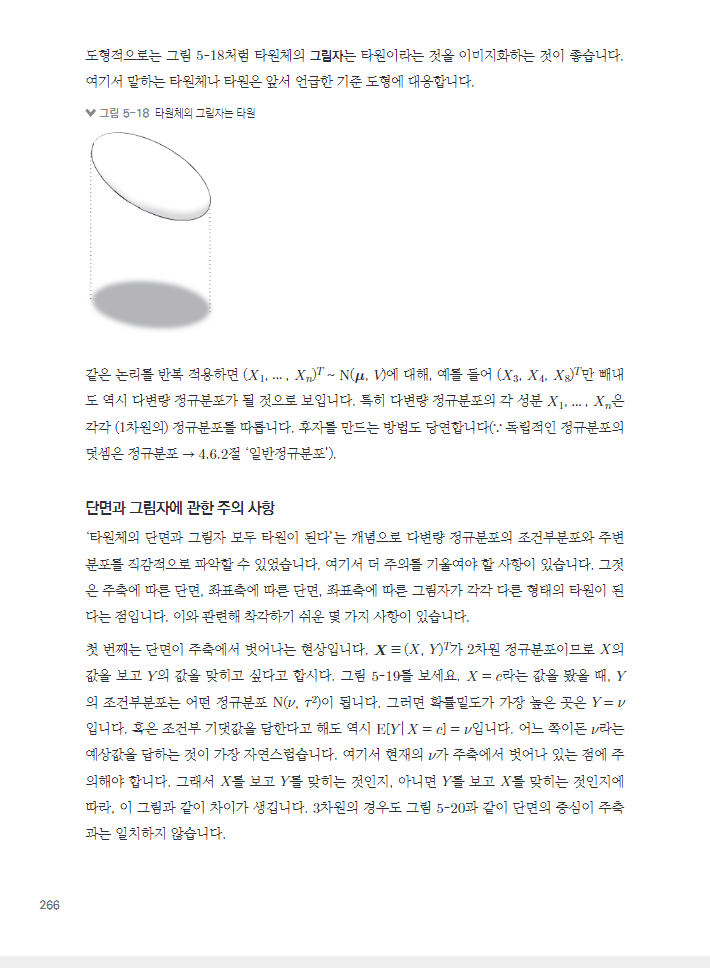 도형적으로는 그림 5-18처럼 타원체의 그림자는 타원이라는 것을 이미지화하는 것이 좋습니다.
여기서 말하는 타원체나 타원은 앞서 언급한 기준 도형에 대응합니다.
그림 5-18 타원체의 그림자는 타원
같은 논리를 반복 적용하면 (X₁, … , Xₙ)ᵀ ~ N(μ, V)에 대해, 예를 들어 (X₃, X₄, X₈)ᵀ만 빼내
도 역시 다변량 정규분포가 될 것으로 보입니다. 특히 다변량 정규분포의 각 성분 X₁, … , Xₙ은
각각 (1차원의) 정규분포를 따릅니다. 후자를 만드는 방법도 당연합니다(∵ 독립적인 정규분포의
덧셈은 정규분포 → 4.6.2절 ‘일반정규분포’).
단면과 그림자에 관한 주의 사항
‘타원체의 단면과 그림자 모두 타원이 된다’는 개념으로 다변량 정규분포의 조건부분포와 주변
분포를 직감적으로 파악할 수 있었습니다. 여기서 더 주의를 기울여야 할 사항이 있습니다. 그것
은 주축에 따른 단면, 좌표축에 따른 단면, 좌표축에 따른 그림자가 각각 다른 형태의 타원이 된
다는 점입니다. 이와 관련해 착각하기 쉬운 몇 가지 사항이 있습니다.
첫 번째는 단면이 주축에서 벗어나는 현상입니다. X ≡ (X, Y)ᵀ가 2차원 정규분포이므로 X의
값을 보고 Y의 값을 맞히고 싶다고 합시다. 그림 5-19를 보세요. X = c라는 값을 봤을 때, Y
의 조건부분포는 어떤 정규분포 N(ν, τ²)이 됩니다. 그러면 확률밀도가 가장 높은 곳은 Y = ν
입니다. 혹은 조건부 기댓값을 답한다고 해도 역시 E[Y | X = c] = ν입니다. 어느 쪽이든 ν라는
예상값을 답하는 것이 가장 자연스럽습니다. 여기서 현재의 ν가 주축에서 벗어나 있는 점에 주
의해야 합니다. 그래서 X를 보고 Y를 맞히는 것인지, 아니면 Y를 보고 X를 맞히는 것인지에
따라, 이 그림과 같이 차이가 생깁니다. 3차원의 경우도 그림 5-20과 같이 단면의 중심이 주축
과는 일치하지 않습니다.
266